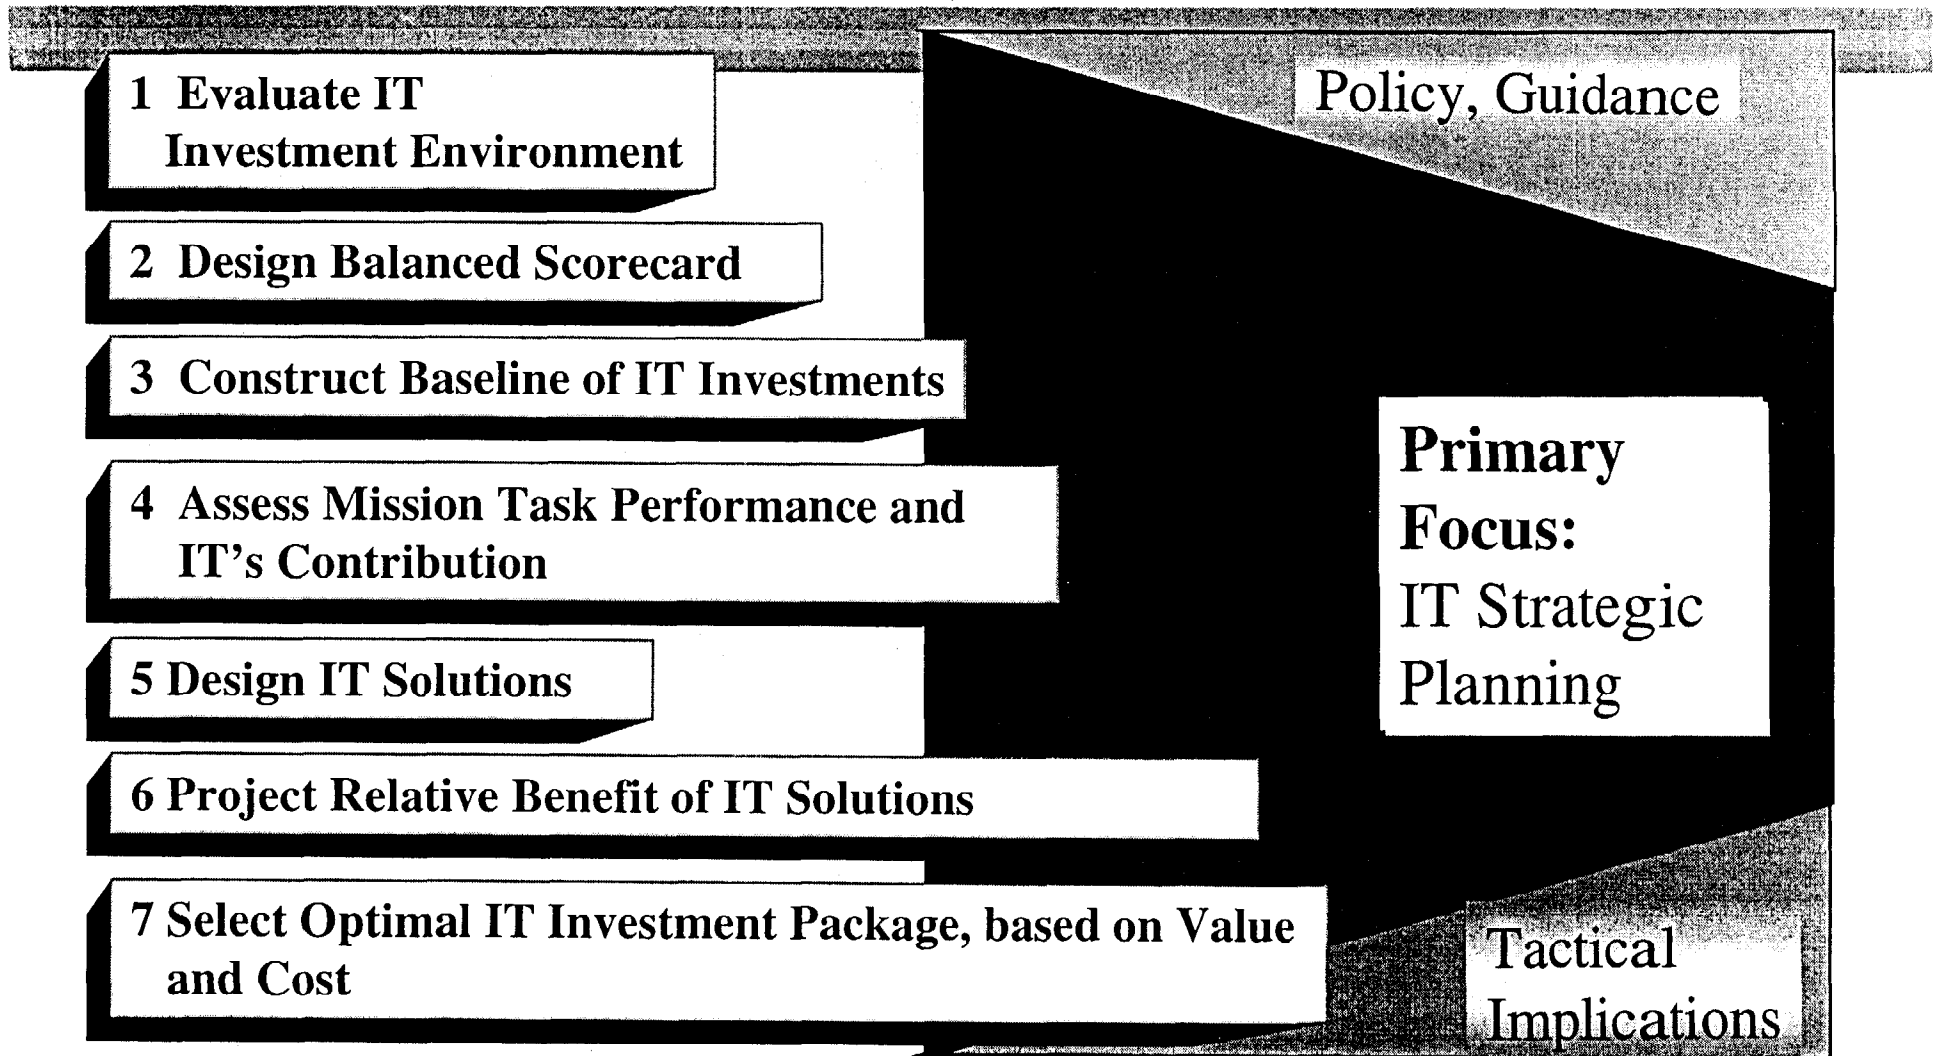 1 Evaluate IT
Investment Environment
2 Design Balanced Scorecard
3 Construct Baseline of IT Investments
4 Assess Mission Task Performance and
IT's Contribution
5 Design IT Solutions
6 Project Relative Benefit of IT Solutions
7 Select Optimal IT Investment Package, based on Value
and Cost
Policy, Guidance
Primary
Focus:
IT Strategic
Planning
Tactical
Implications